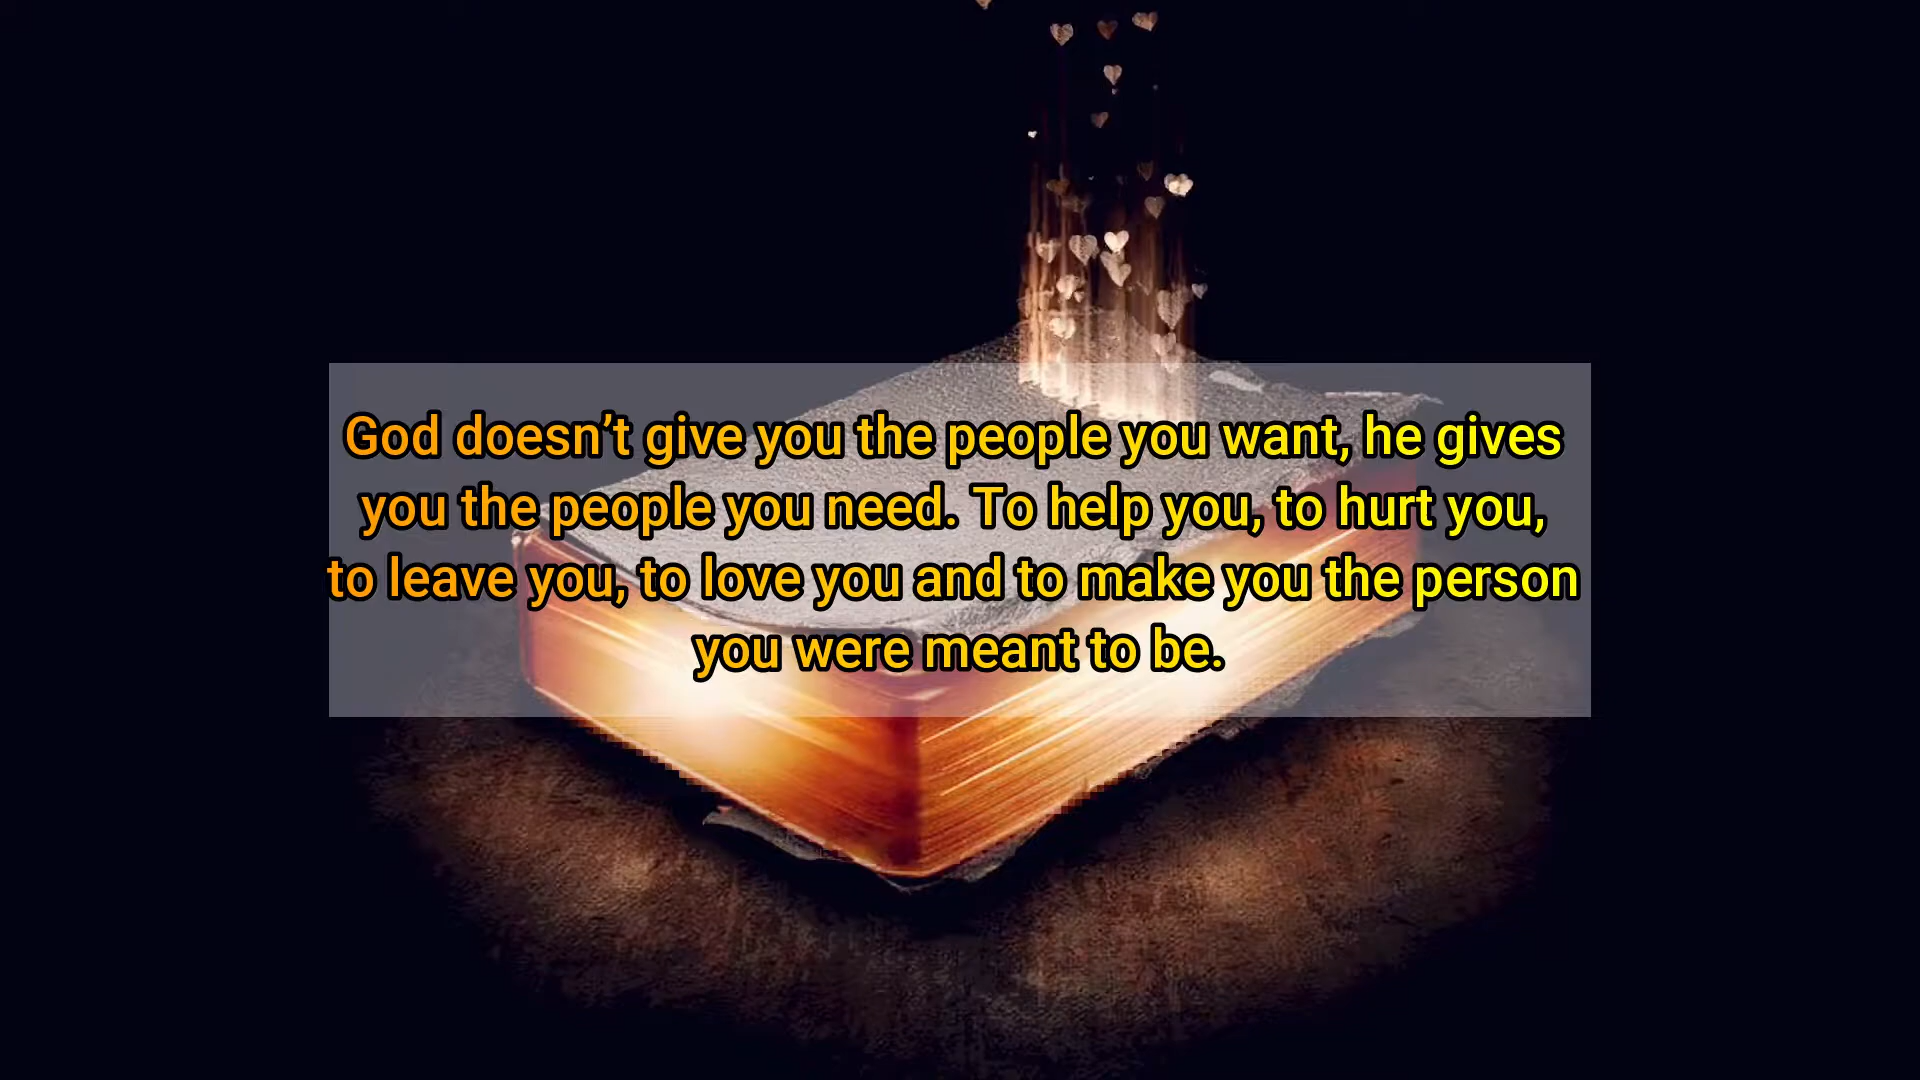 God doesn’t give you the people you want, he gives
you the people you need. To help you, to hurt you,
to leave you, to love you and to make you the person
you were meant to be.